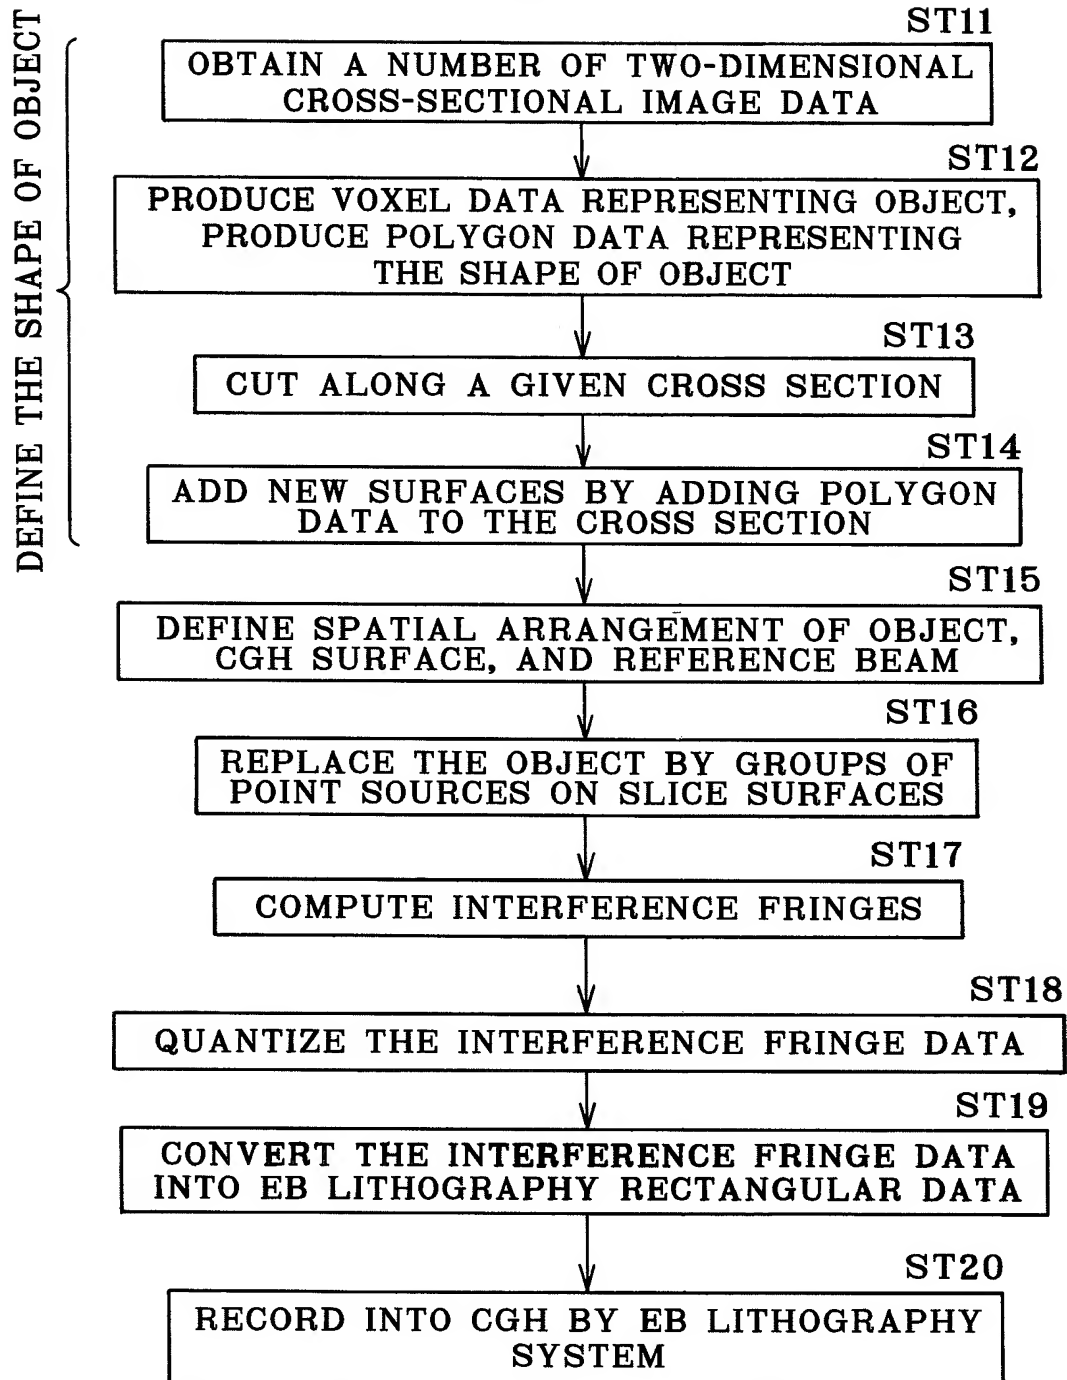 DEFINE THE SHAPE OF OBJECT
ST11
OBTAIN A NUMBER OF TWO-DIMENSIONAL
CROSS-SECTIONAL IMAGE DATA
ST12
PRODUCE VOXEL DATA REPRESENTING OBJECT,
PRODUCE POLYGON DATA REPRESENTING
THE SHAPE OF OBJECT
ST13
CUT ALONG A GIVEN CROSS SECTION
ST14
ADD NEW SURFACES BY ADDING POLYGON
DATA TO THE CROSS SECTION
ST15
DEFINE SPATIAL ARRANGEMENT OF OBJECT,
CGH SURFACE, AND REFERENCE BEAM
ST16
REPLACE THE OBJECT BY GROUPS OF
POINT SOURCES ON SLICE SURFACES
ST17
COMPUTE INTERFERENCE FRINGES
ST18
QUANTIZE THE INTERFERENCE FRINGE DATA
ST19
CONVERT THE INTERFERENCE FRINGE DATA
INTO EB LITHOGRAPHY RECTANGULAR DATA
ST20
RECORD INTO CGH BY EB LITHOGRAPHY
SYSTEM